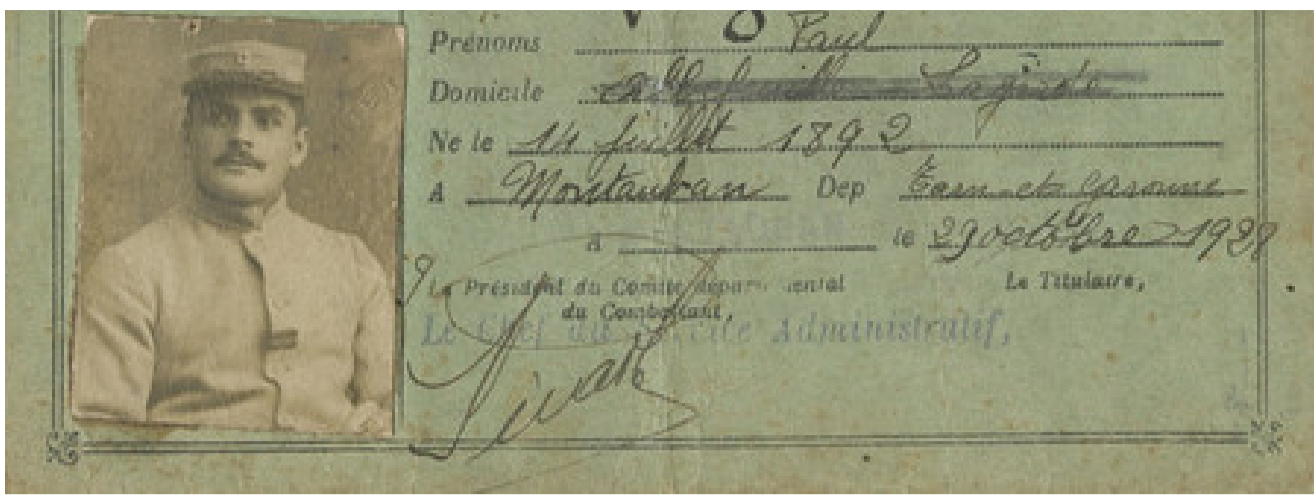 Prénoms Paul
Domicile
Né le 14 juillet 1892
A Montauban Dep Tarn-et-Garonne
A le 29 octobre 1928
Le Président du Comité départemental Le Titulaire,
du Combattant,
Le Chef du Service Administratif,